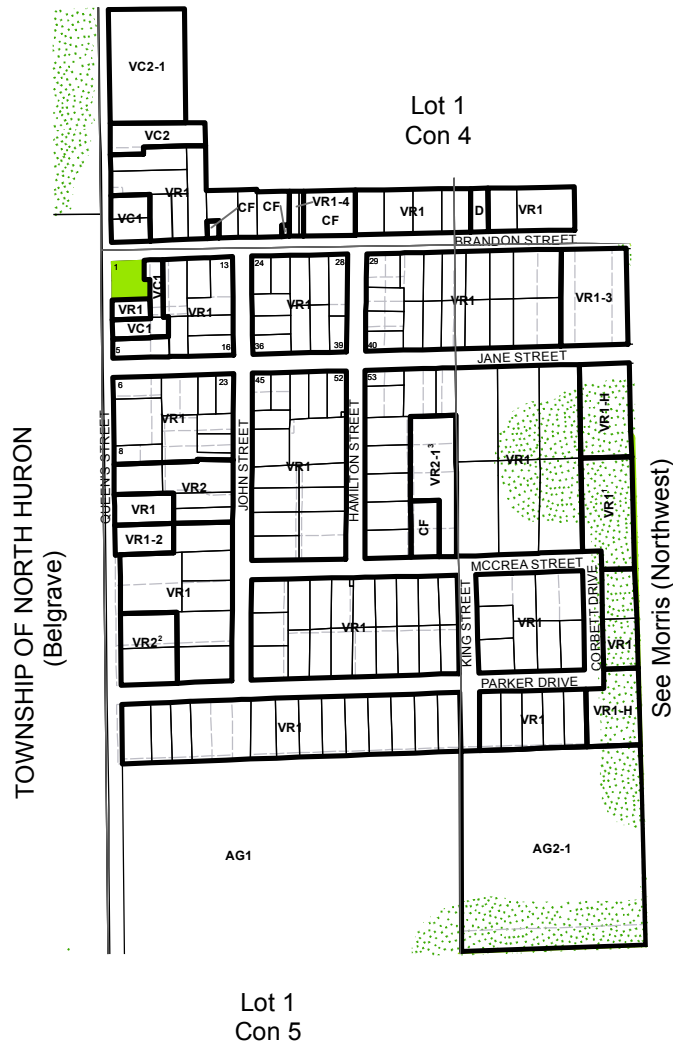 VC2-1
Lot 1
Con 4
VC2
VR1
VC1
CF
CF
VR1-4
CF
VR1
D
VR1
BRANDON STREET
1
VC1
13
24
28
29
VR1
VR1
VR1
VR1
VR1-3
VC1
5
16
36
39
40
JANE STREET
6
23
45
52
53
VR1
8
QUEEN'S STREET
JOHN STREET
HAMILTON STREET
VR1
VR2-1³
VR1
VR1-H
VR2
VR1
VR1-2
CF
VR1
MCCREA STREET
VR1
VR2²
VR1
KING STREET
VR1
CORBETT DRIVE
VR1
PARKER DRIVE
VR1
VR1
VR1-H
TOWNSHIP OF NORTH HURON
(Belgrave)
See Morris (Northwest)
AG1
AG2-1
Lot 1
Con 5